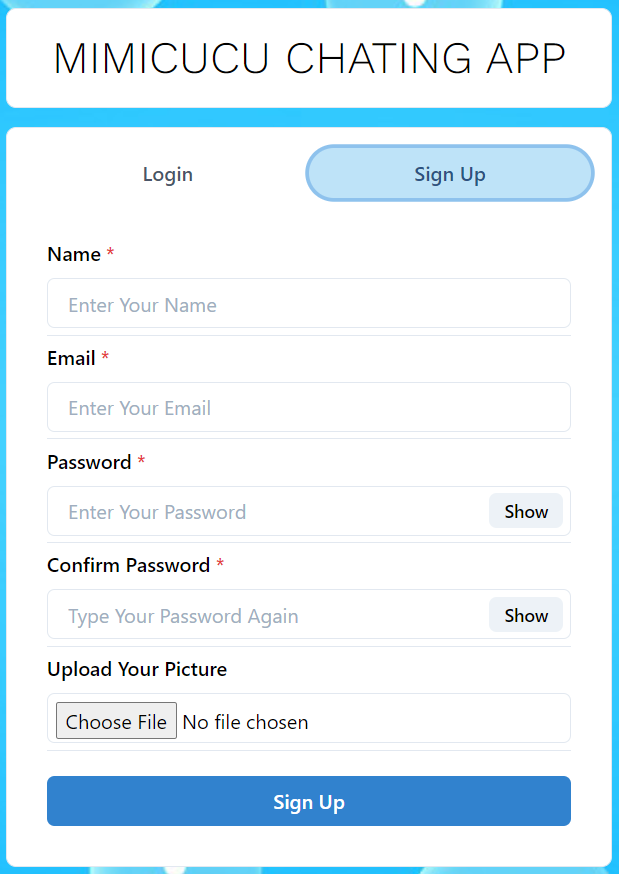 MIMICUCU CHATING APP
Login Sign Up
Name *
Enter Your Name
Email *
Enter Your Email
Password *
Enter Your Password Show
Confirm Password *
Type Your Password Again Show
Upload Your Picture
Choose File No file chosen
Sign Up